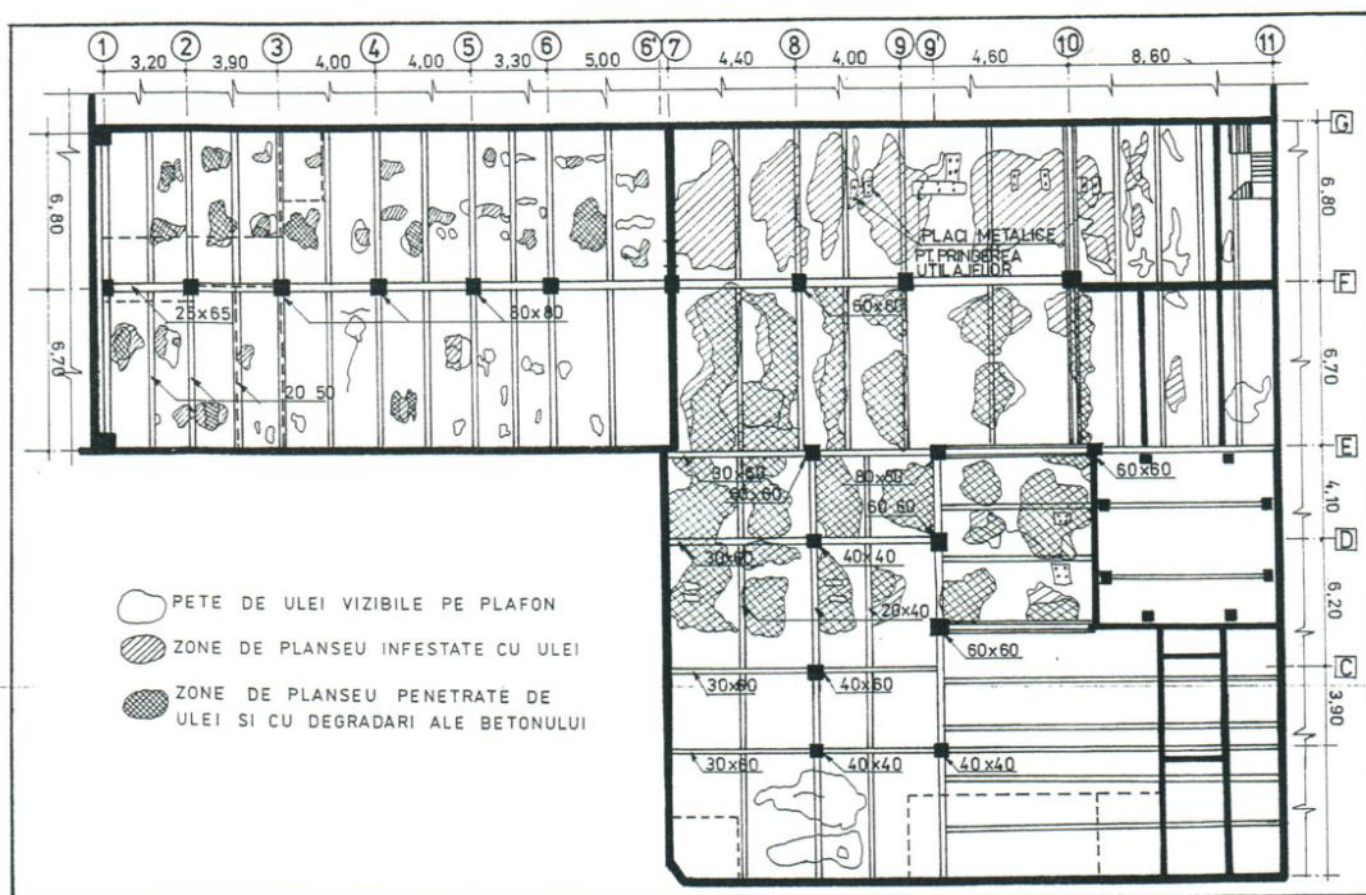 1 2 3 4 5 6 6' 7 8 9 9' 10 11
3,20 3,90 4,00 4,00 3,30 5,00 4,40 4,00 4,60 8,60
G
6,80 6,80
PLACI METALICE
PT. PRINDEREA
UTILAJELOR
F
25x65 80x80 60x60
6,70 6,70
20 50
E
30x60 80x60 60x60
60x60 60 60 4,10
D
30x60 40x40
PETE DE ULEI VIZIBILE PE PLAFON
20x40 6,20
ZONE DE PLANSEU INFESTATE CU ULEI
60x60
C
30x60 40x60
ZONE DE PLANSEU PENETRATE DE
ULEI SI CU DEGRADARI ALE BETONULUI
3,90
30x60 40x40 40x40